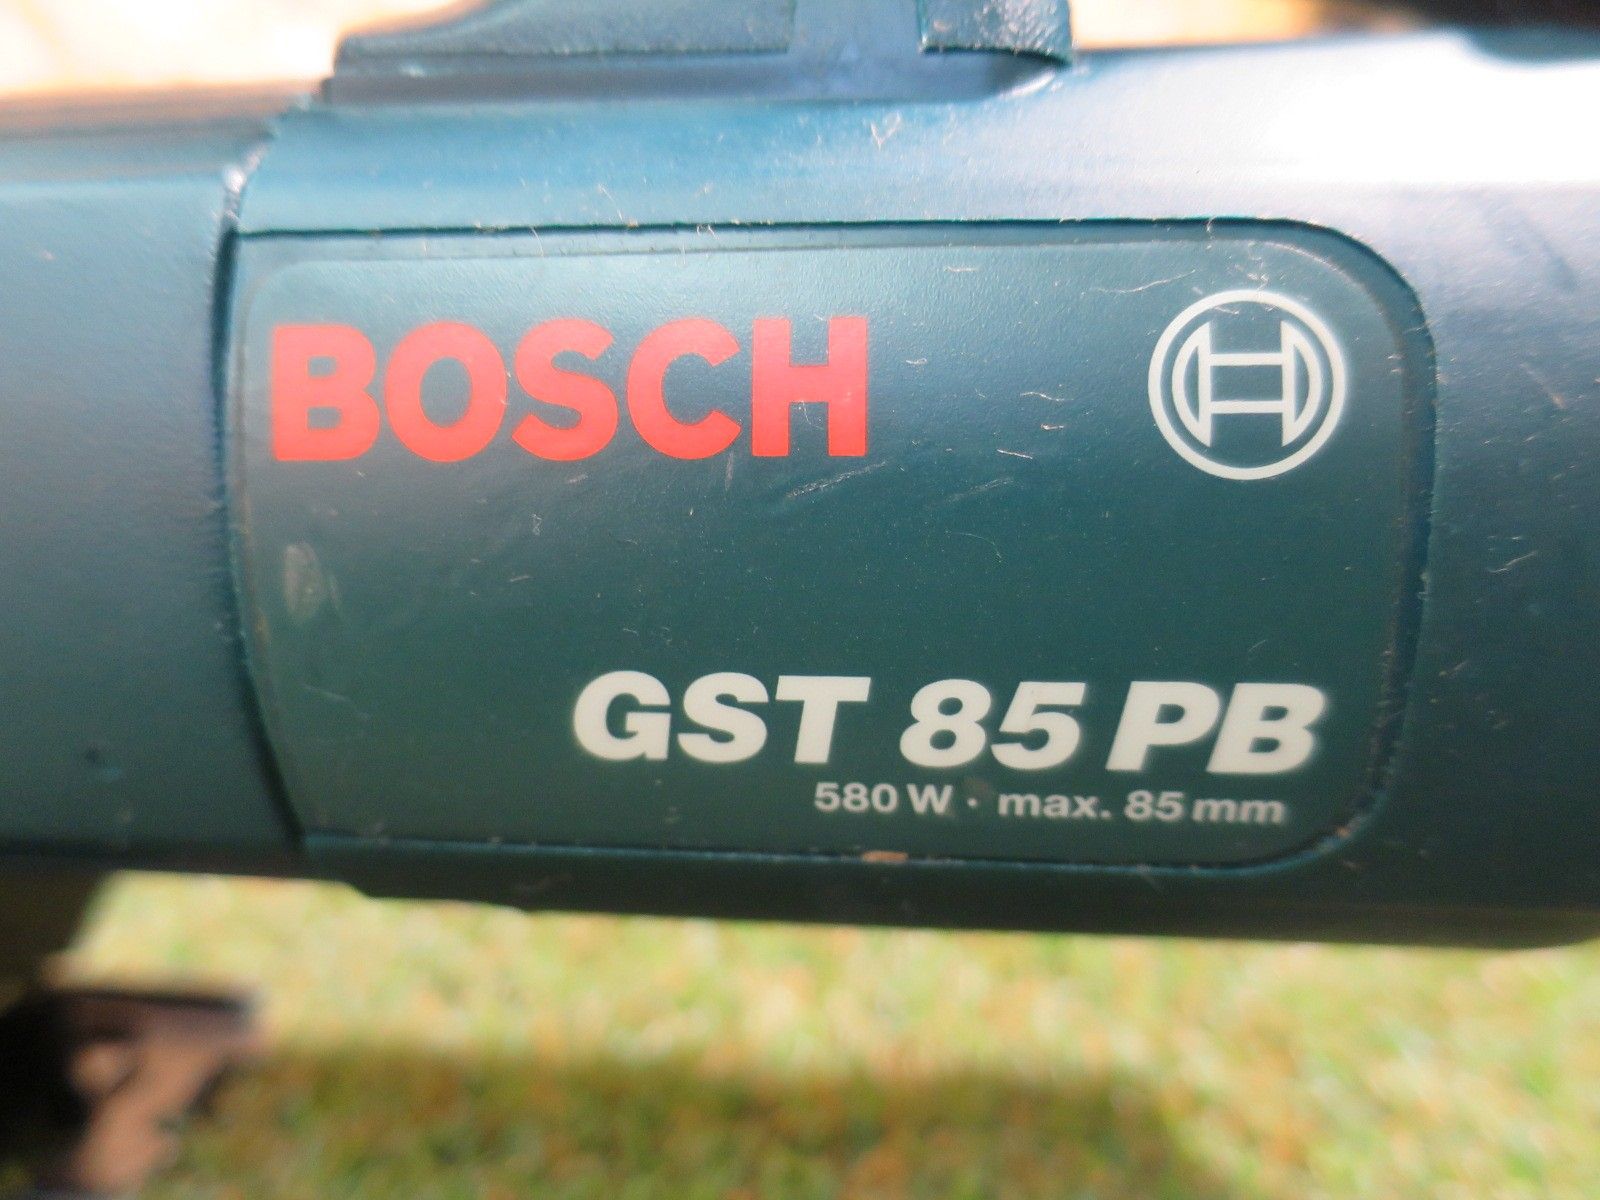 BOSCH
GST 85 PB
580 W · max. 85 mm